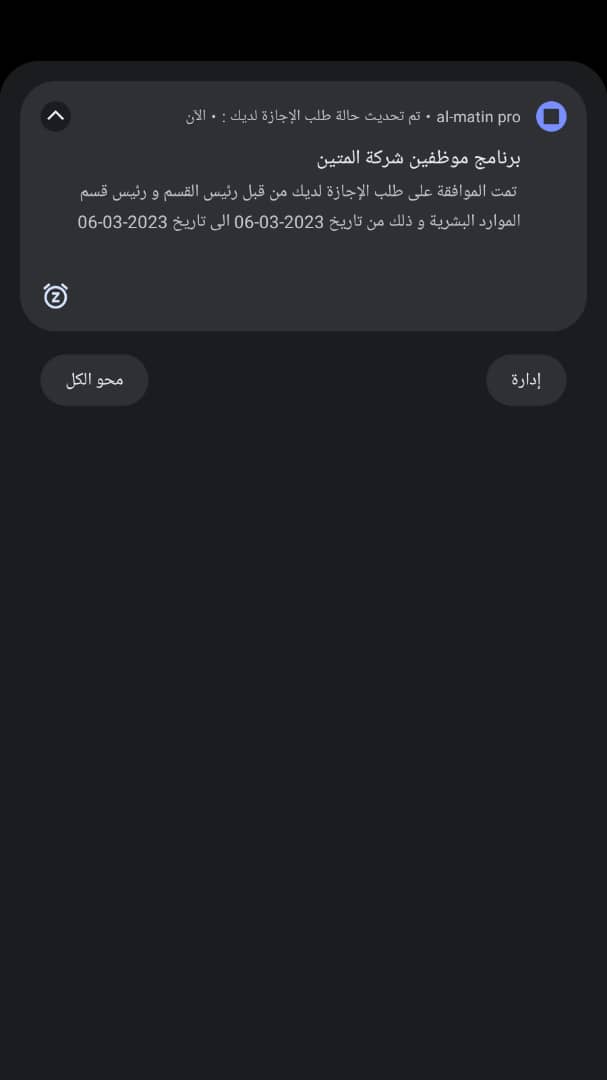 al-matin pro • تم تحديث حالة طلب الإجازة لديك : • الآن
برنامج موظفين شركة المتين
تمت الموافقة على طلب الإجازة لديك من قبل رئيس القسم و رئيس قسم
الموارد البشرية و ذلك من تاريخ 2023-03-06 الى تاريخ 2023-03-06
إدارة
محو الكل